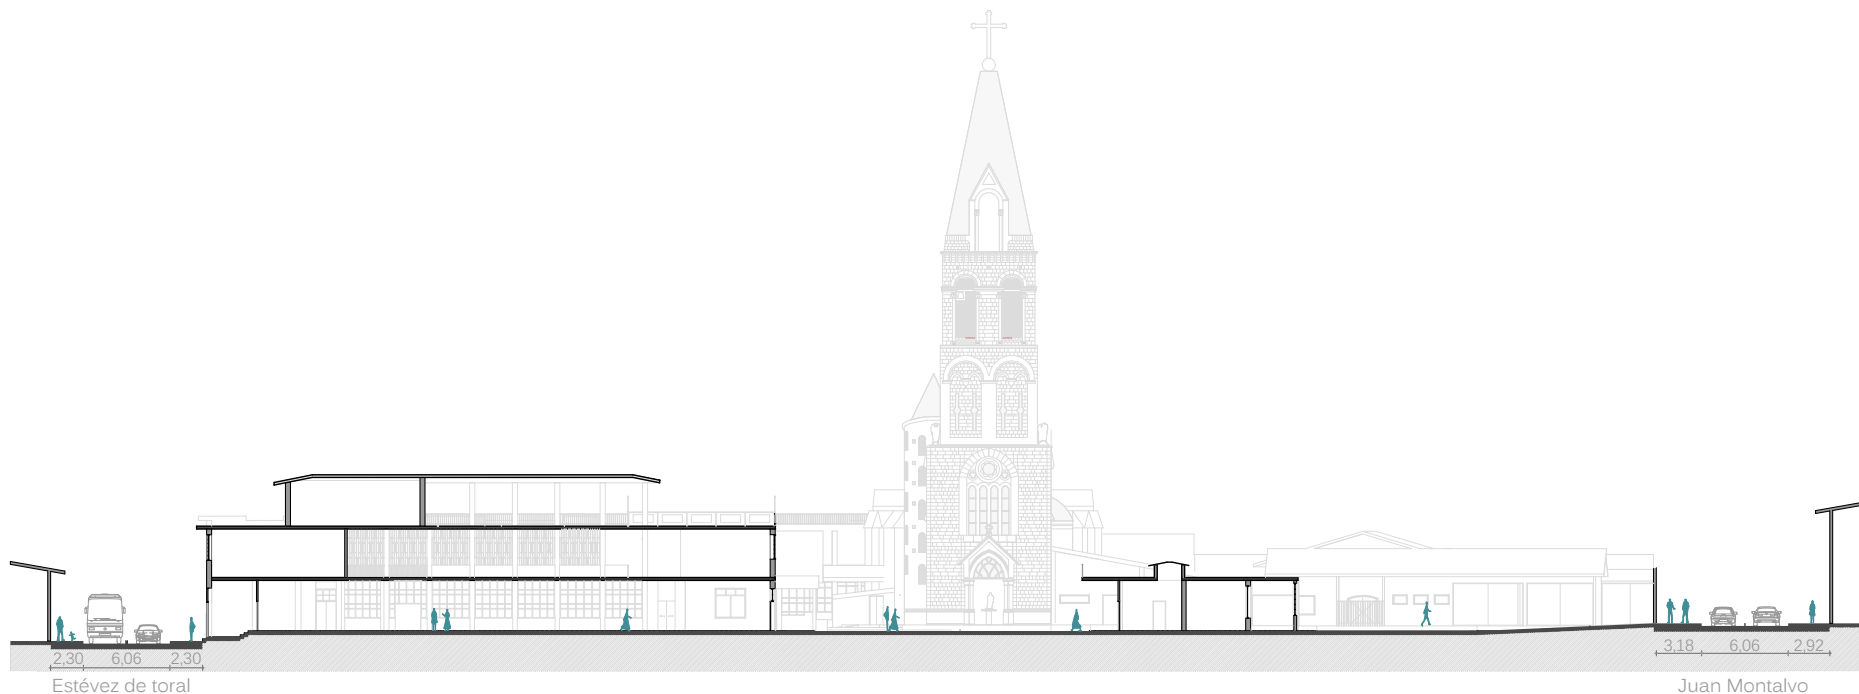 2,30 6,06 2,30
Estévez de toral
3,18 6,06 2,92
Juan Montalvo